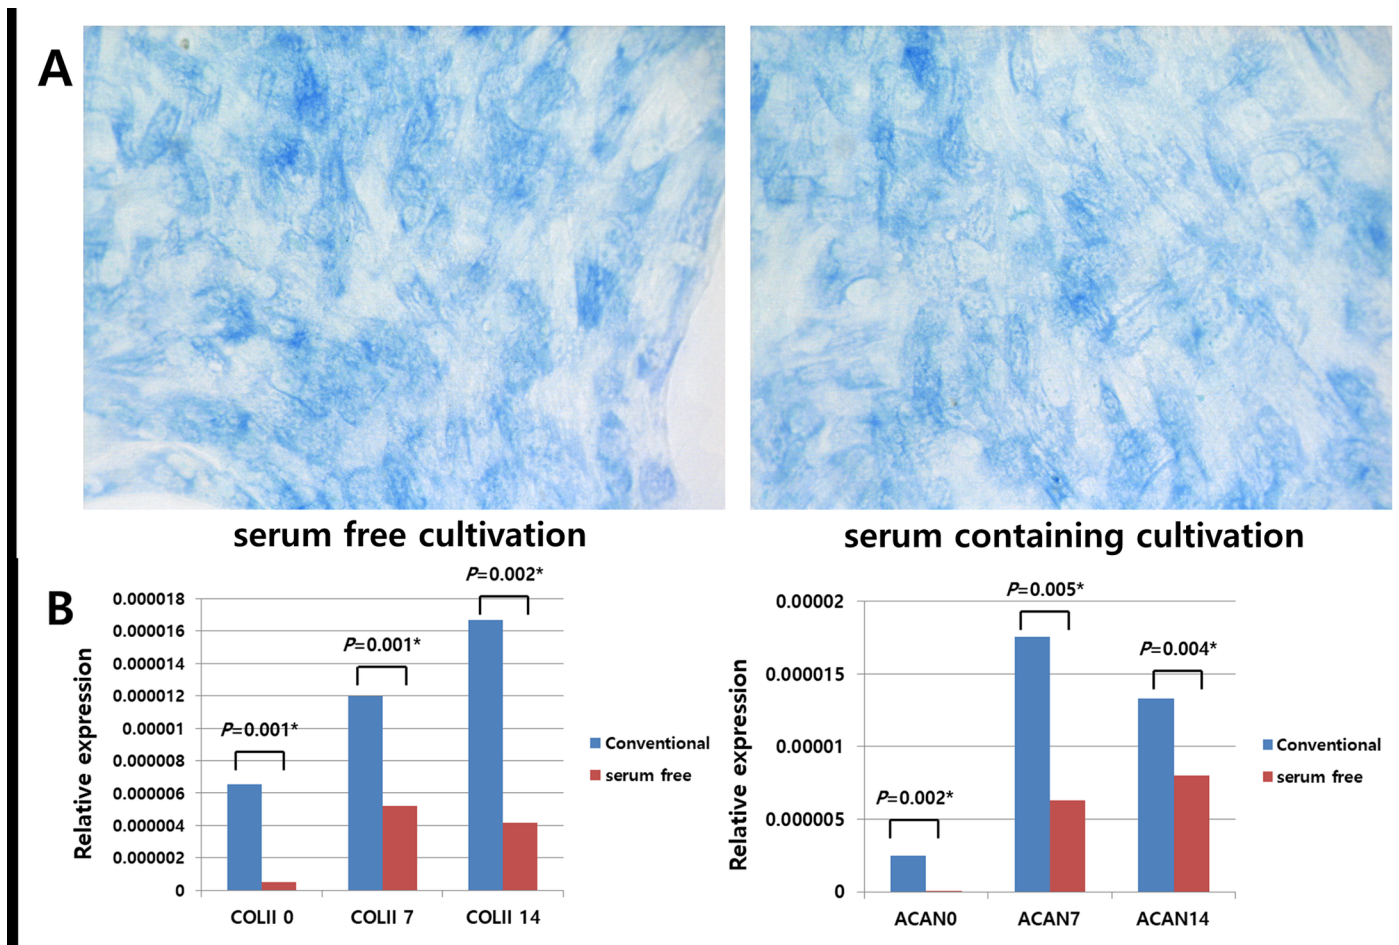 A
serum free cultivation
serum containing cultivation
B
P=0.002*
P=0.001*
P=0.001*
0.000018
0.000016
0.000014
0.000012
0.00001
0.000008
0.000006
0.000004
0.000002
0
Relative expression
COLII 0
COLII 7
COLII 14
Conventional
serum free
P=0.005*
P=0.004*
P=0.002*
0.00002
0.000015
0.00001
0.000005
0
Relative expression
ACAN0
ACAN7
ACAN14
Conventional
serum free